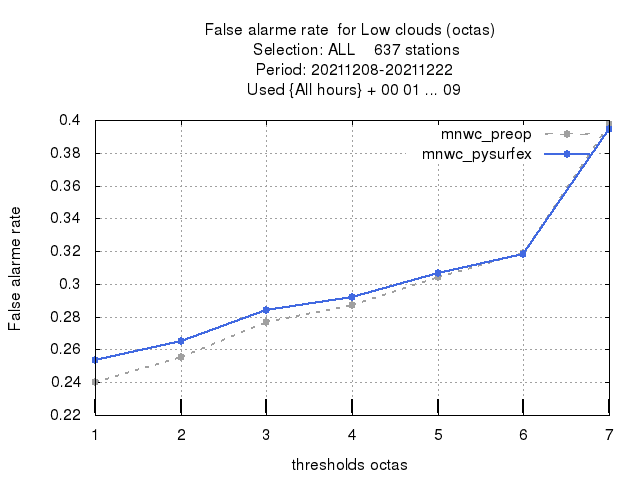 False alarme rate  for Low clouds (octas)
Selection: ALL    637 stations
Period: 20211208-20211222
Used {All hours} + 00 01 ... 09
mnwc_preop
mnwc_pysurfex
0.4
0.38
0.36
0.34
0.32
0.3
0.28
0.26
0.24
0.22
False alarme rate
1 2 3 4 5 6 7
thresholds octas